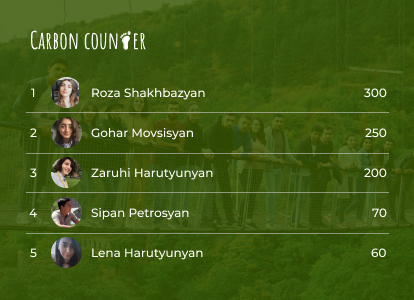 Carbon counter
1 Roza Shakhbazyan 300
2 Gohar Movsisyan 250
3 Zaruhi Harutyunyan 200
4 Sipan Petrosyan 70
5 Lena Harutyunyan 60